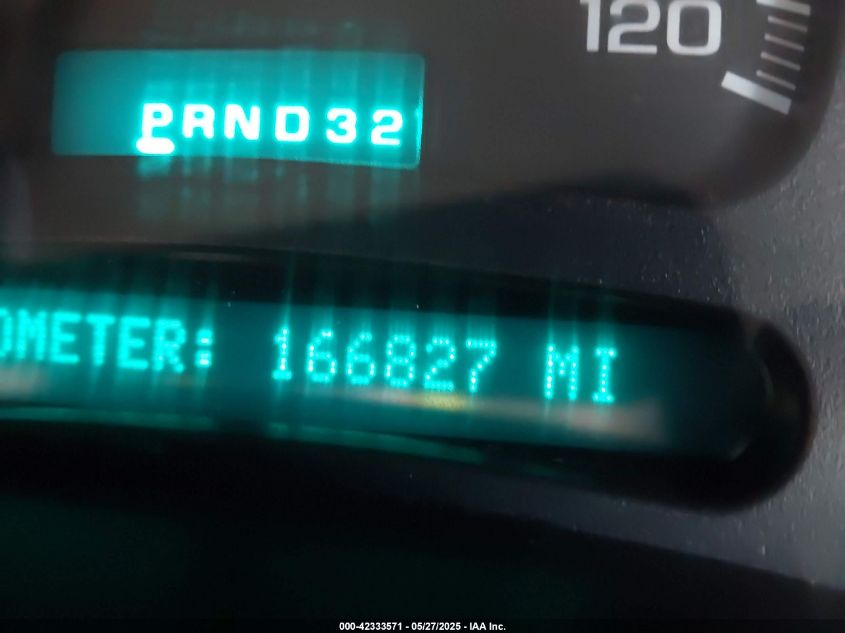 120
PRND32
OMETER: 166827 MI
000-42333571 - 05/27/2025 - IAA Inc.